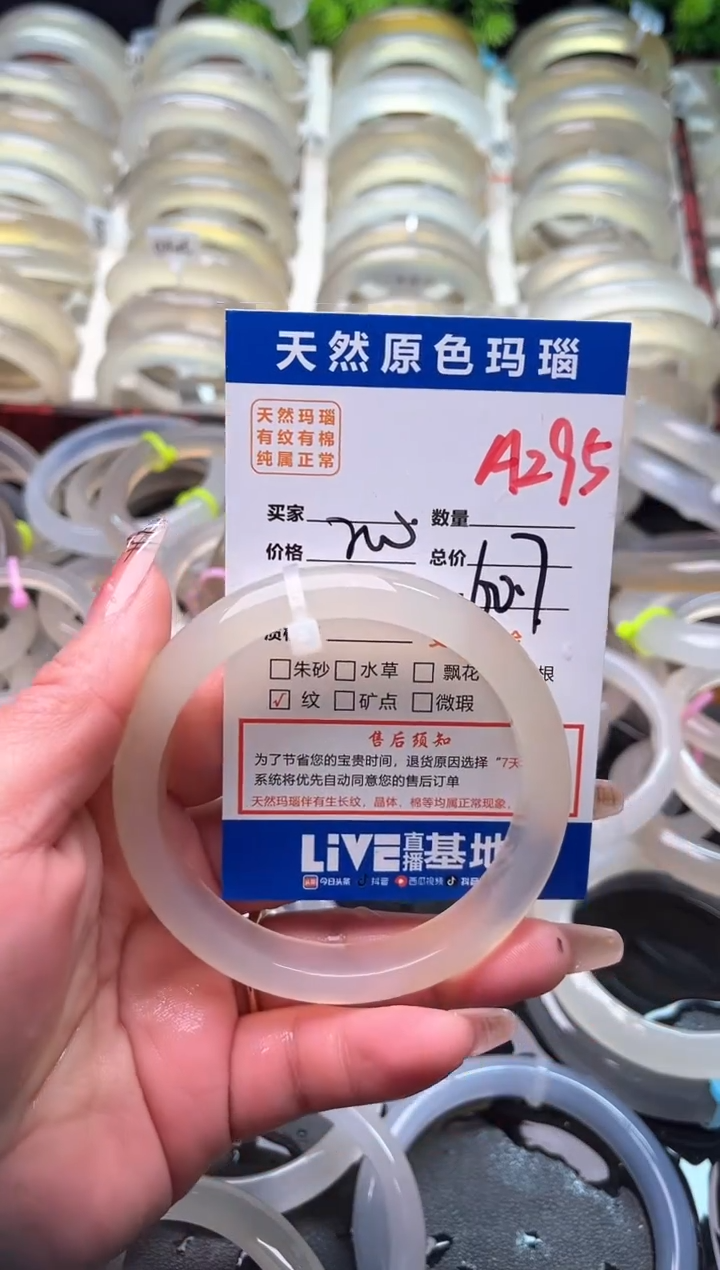 天然原色玛瑙
天然玛瑙
有纹有棉
纯属正常
A295
买家 数量
价格 总价
□朱砂 □水草 □飘花 根
☑纹 □矿点 □微瑕
售后须知
为了节省您的宝贵时间，退货原因选择“7天
系统将优先自动同意您的售后订单
天然玛瑙伴有生长纹，晶体，棉等均属正常现象，
LiVE直播基地
头条 今日头条 抖音 西瓜视频 抖音